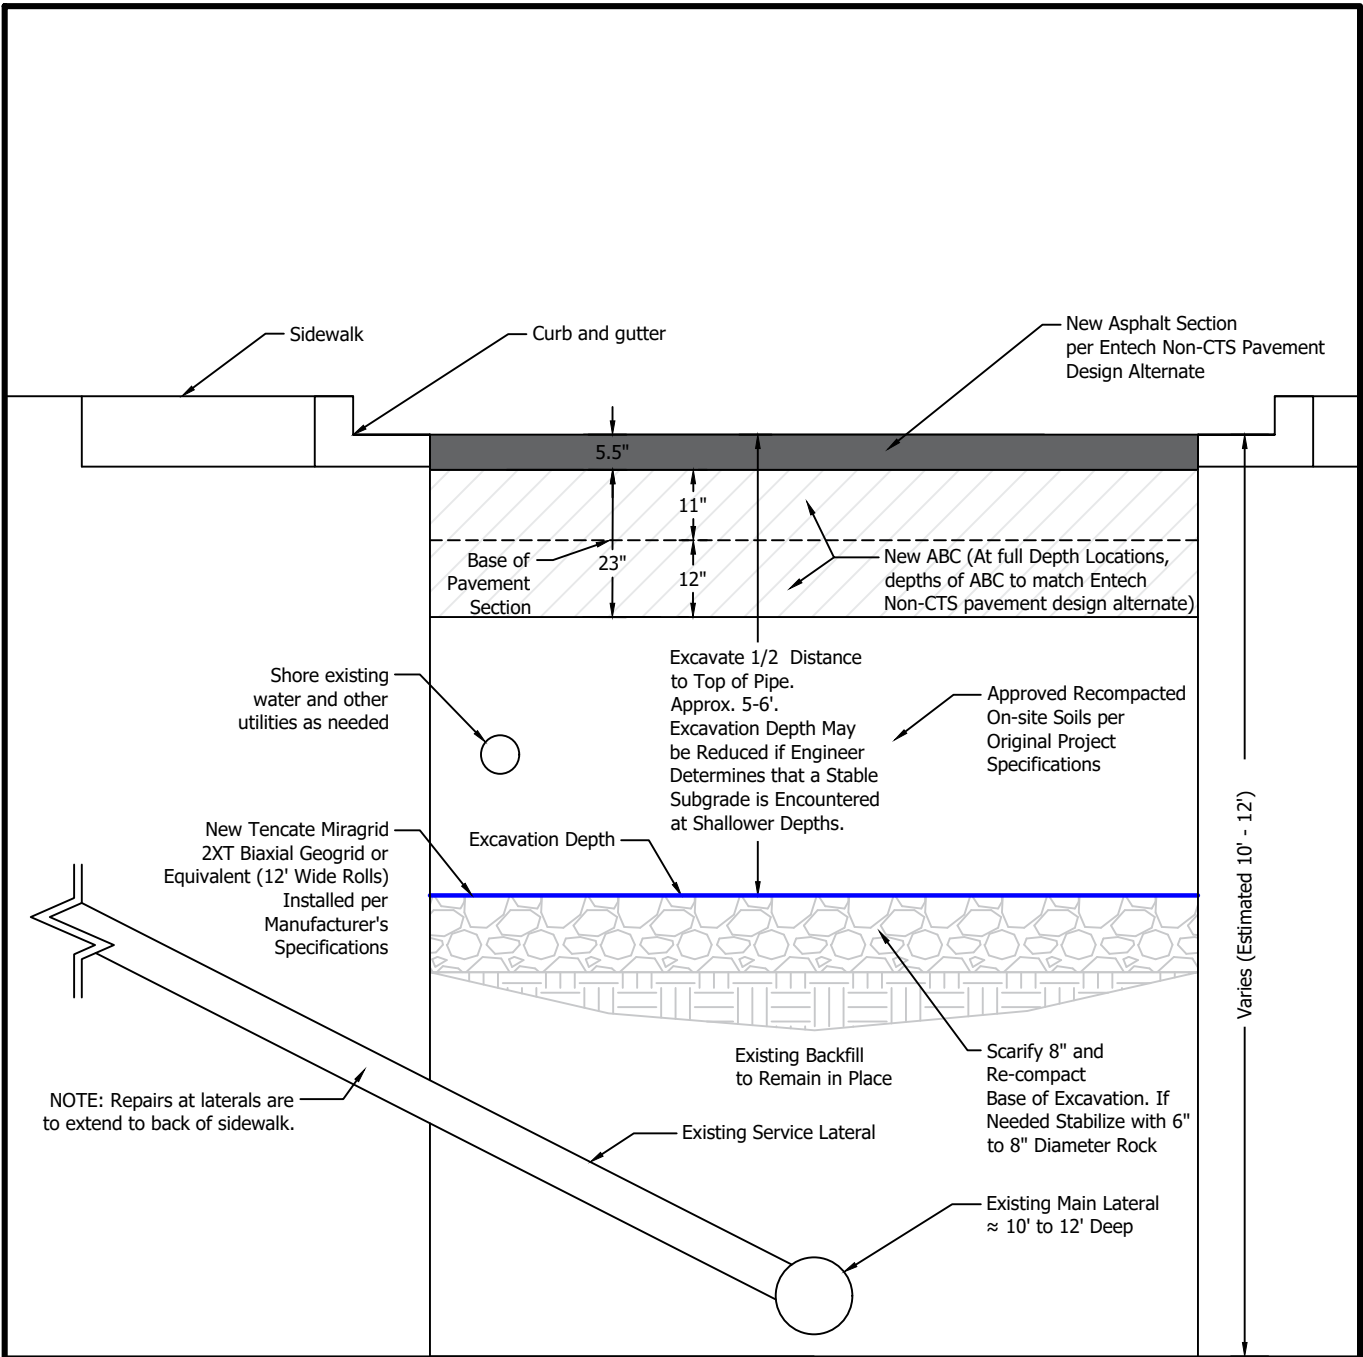 Sidewalk
Curb and gutter
New Asphalt Section
per Entech Non-CTS Pavement
Design Alternate
5.5"
11"
23"
12"
Base of
Pavement
Section
New ABC (At full Depth Locations,
depths of ABC to match Entech
Non-CTS pavement design alternate)
Shore existing
water and other
utilities as needed
Excavate 1/2 Distance
to Top of Pipe.
Approx. 5-6'.
Excavation Depth May
be Reduced if Engineer
Determines that a Stable
Subgrade is Encountered
at Shallower Depths.
Approved Recompacted
On-site Soils per
Original Project
Specifications
New Tencate Miragrid
2XT Biaxial Geogrid or
Equivalent (12' Wide Rolls)
Installed per
Manufacturer's
Specifications
Excavation Depth
Varies (Estimated 10' - 12')
Existing Backfill
to Remain in Place
Scarify 8" and
Re-compact
Base of Excavation. If
Needed Stabilize with 6"
to 8" Diameter Rock
NOTE: Repairs at laterals are
to extend to back of sidewalk.
Existing Service Lateral
Existing Main Lateral
≈ 10' to 12' Deep